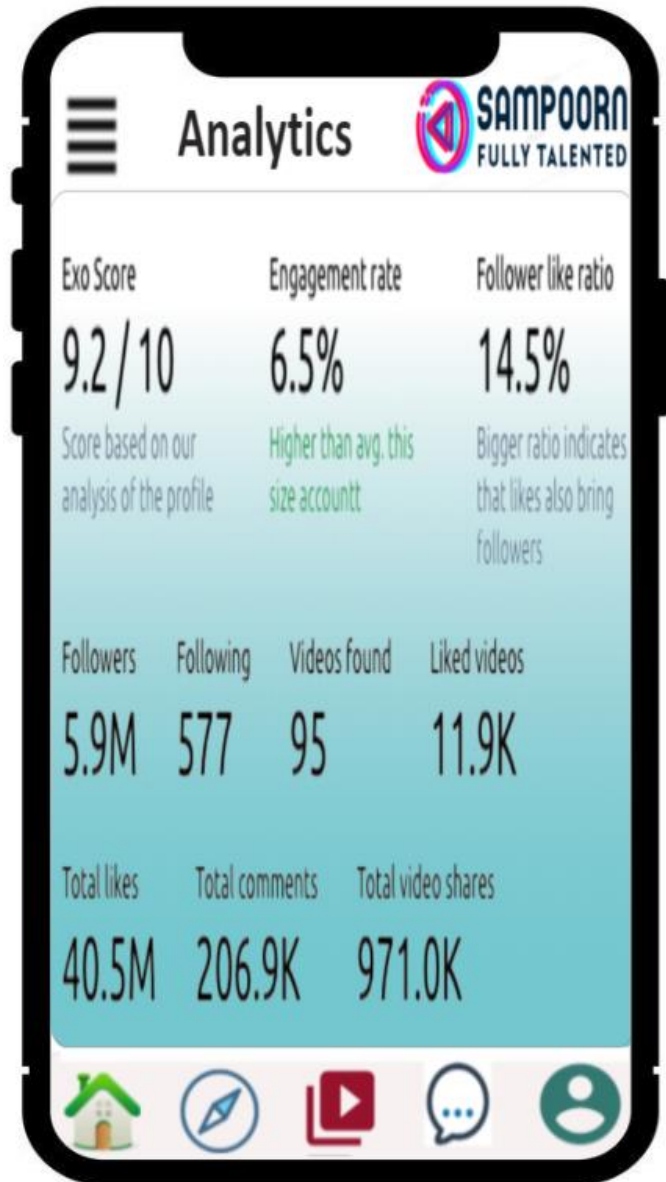 Analytics
SAMPOORN
FULLY TALENTED
Exo Score
Engagement rate
Follower like ratio
9.2 / 10
6.5%
14.5%
Score based on our
analysis of the profile
Higher than avg. this
size accountt
Bigger ratio indicates
that likes also bring
followers
Followers
Following
Videos found
Liked videos
5.9M
577
95
11.9K
Total likes
Total comments
Total video shares
40.5M
206.9K
971.0K